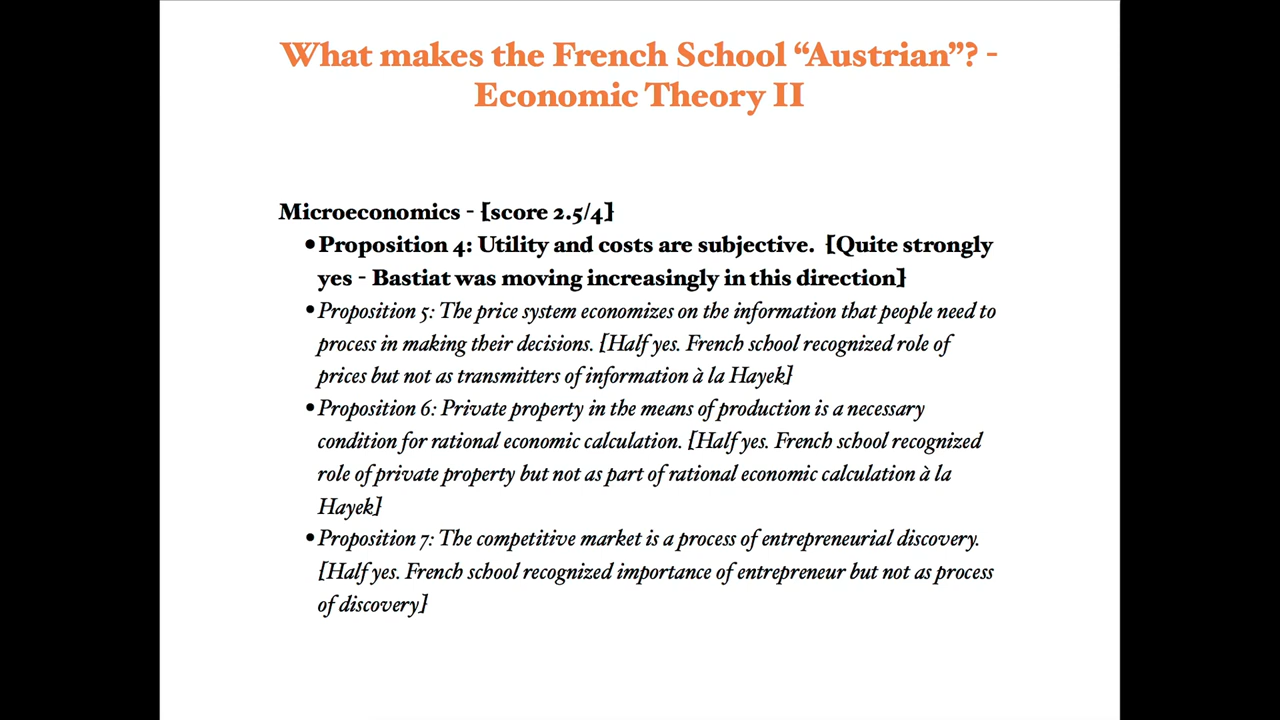 What makes the French School “Austrian”? -
Economic Theory II
Microeconomics - [score 2.5/4]
•Proposition 4: Utility and costs are subjective. [Quite strongly
yes - Bastiat was moving increasingly in this direction]
•Proposition 5: The price system economizes on the information that people need to
process in making their decisions. [Half yes. French school recognized role of
prices but not as transmitters of information à la Hayek]
•Proposition 6: Private property in the means of production is a necessary
condition for rational economic calculation. [Half yes. French school recognized
role of private property but not as part of rational economic calculation à la
Hayek]
•Proposition 7: The competitive market is a process of entrepreneurial discovery.
[Half yes. French school recognized importance of entrepreneur but not as process
of discovery]